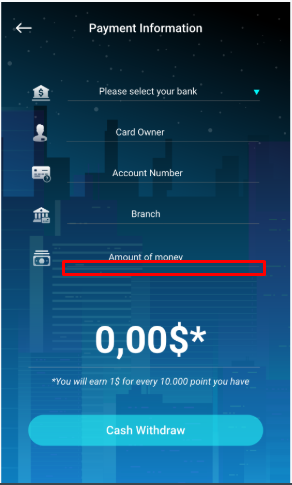 Payment Information
Please select your bank
Card Owner
Account Number
Branch
Amount of money
0,00$*
*You will earn 1$ for every 10.000 point you have
Cash Withdraw